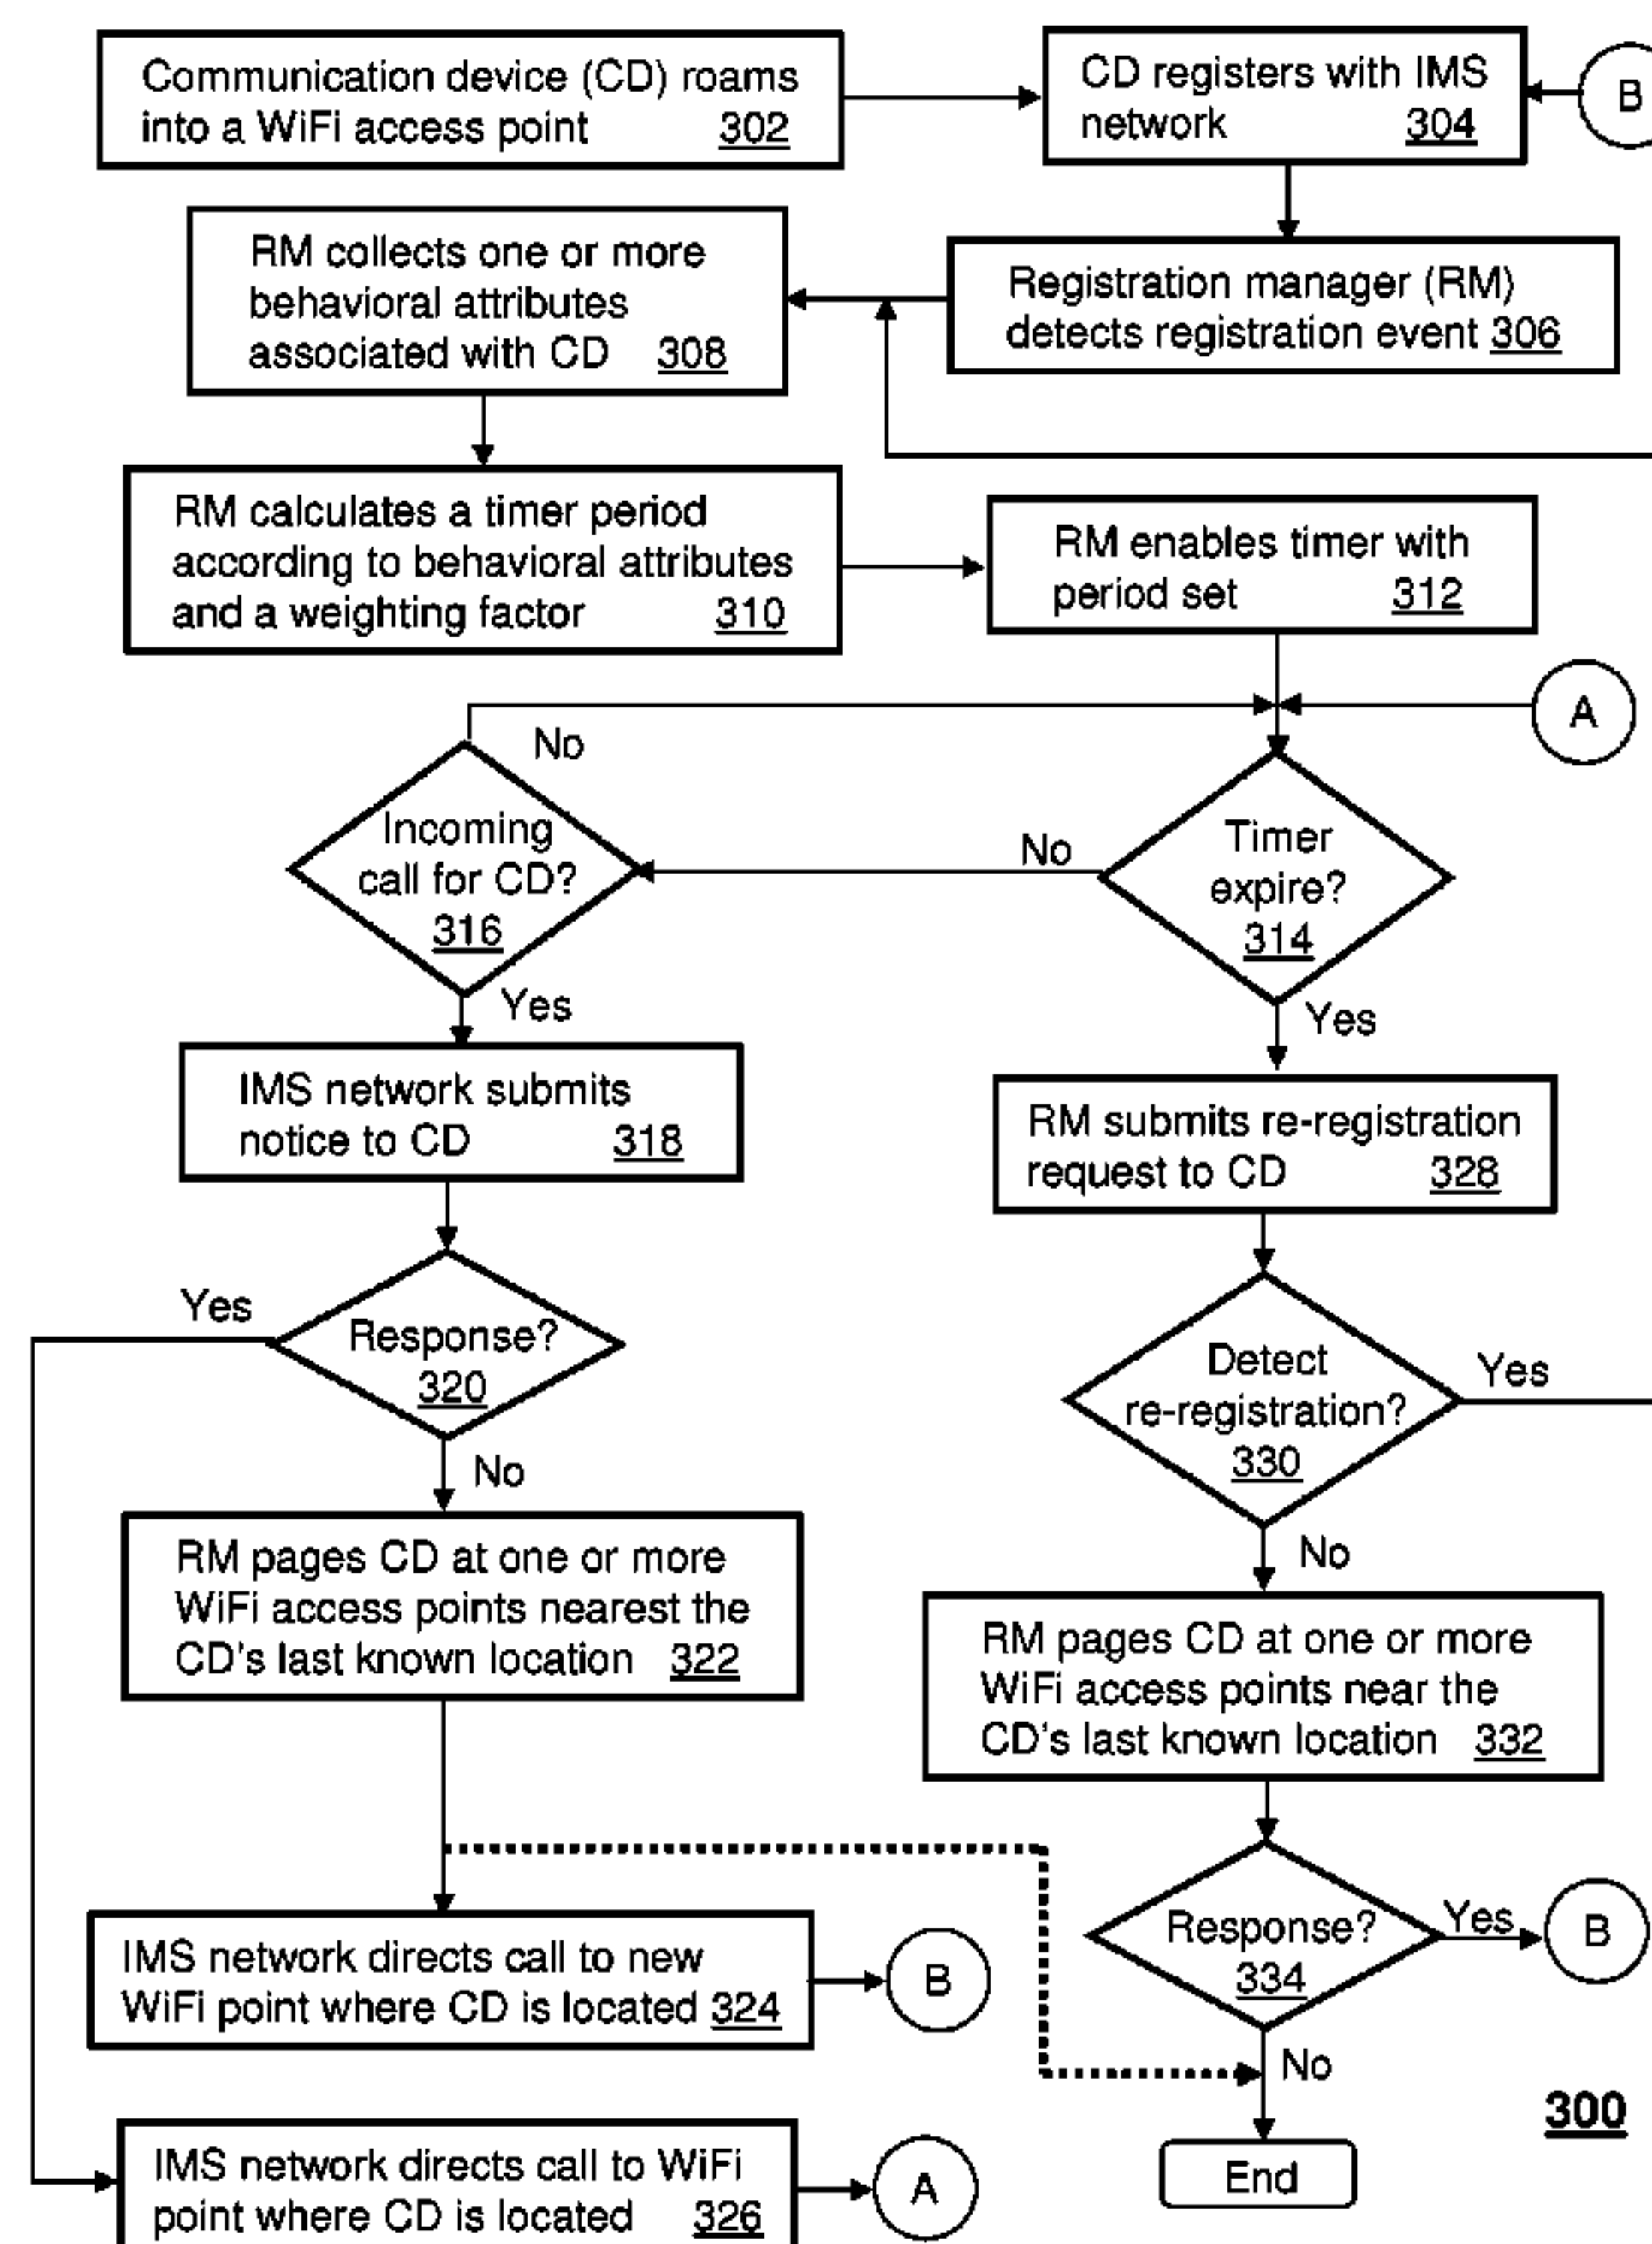 Communication device (CD) roams
into a WiFi access point 302
CD registers with IMS
network 304
B
RM collects one or more
behavioral attributes
associated with CD 308
Registration manager (RM)
detects registration event 306
RM calculates a timer period
according to behavioral attributes
and a weighting factor 310
RM enables timer with
period set 312
A
No
Incoming
call for CD?
316
No
Timer
expire?
314
Yes
Yes
IMS network submits
notice to CD 318
RM submits re-registration
request to CD 328
Yes
Response?
320
Detect
re-registration?
330
Yes
No
No
RM pages CD at one or more
WiFi access points nearest the
CD's last known location 322
RM pages CD at one or more
WiFi access points near the
CD's last known location 332
IMS network directs call to new
WiFi point where CD is located 324
B
Response?
334
Yes
B
No
300
IMS network directs call to WiFi
point where CD is located 326
A
End